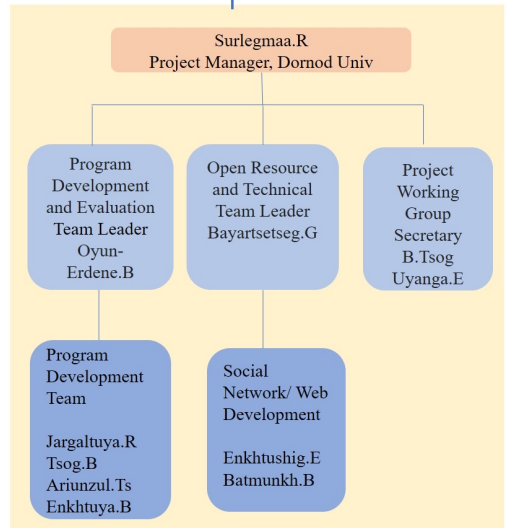 Surlegmaa.R
Project Manager, Dornod Univ
Program
Development
and Evaluation
Team Leader
Oyun-
Erdene.B
Open Resource
and Technical
Team Leader
Bayartsetseg.G
Project
Working
Group
Secretary
B.Tsog
Uyanga.E
Program
Development
Team
Jargaltuya.R
Tsog.B
Ariunzul.Ts
Enkhtuya.B
Social
Network/ Web
Development
Enkhtushig.E
Batmunkh.B